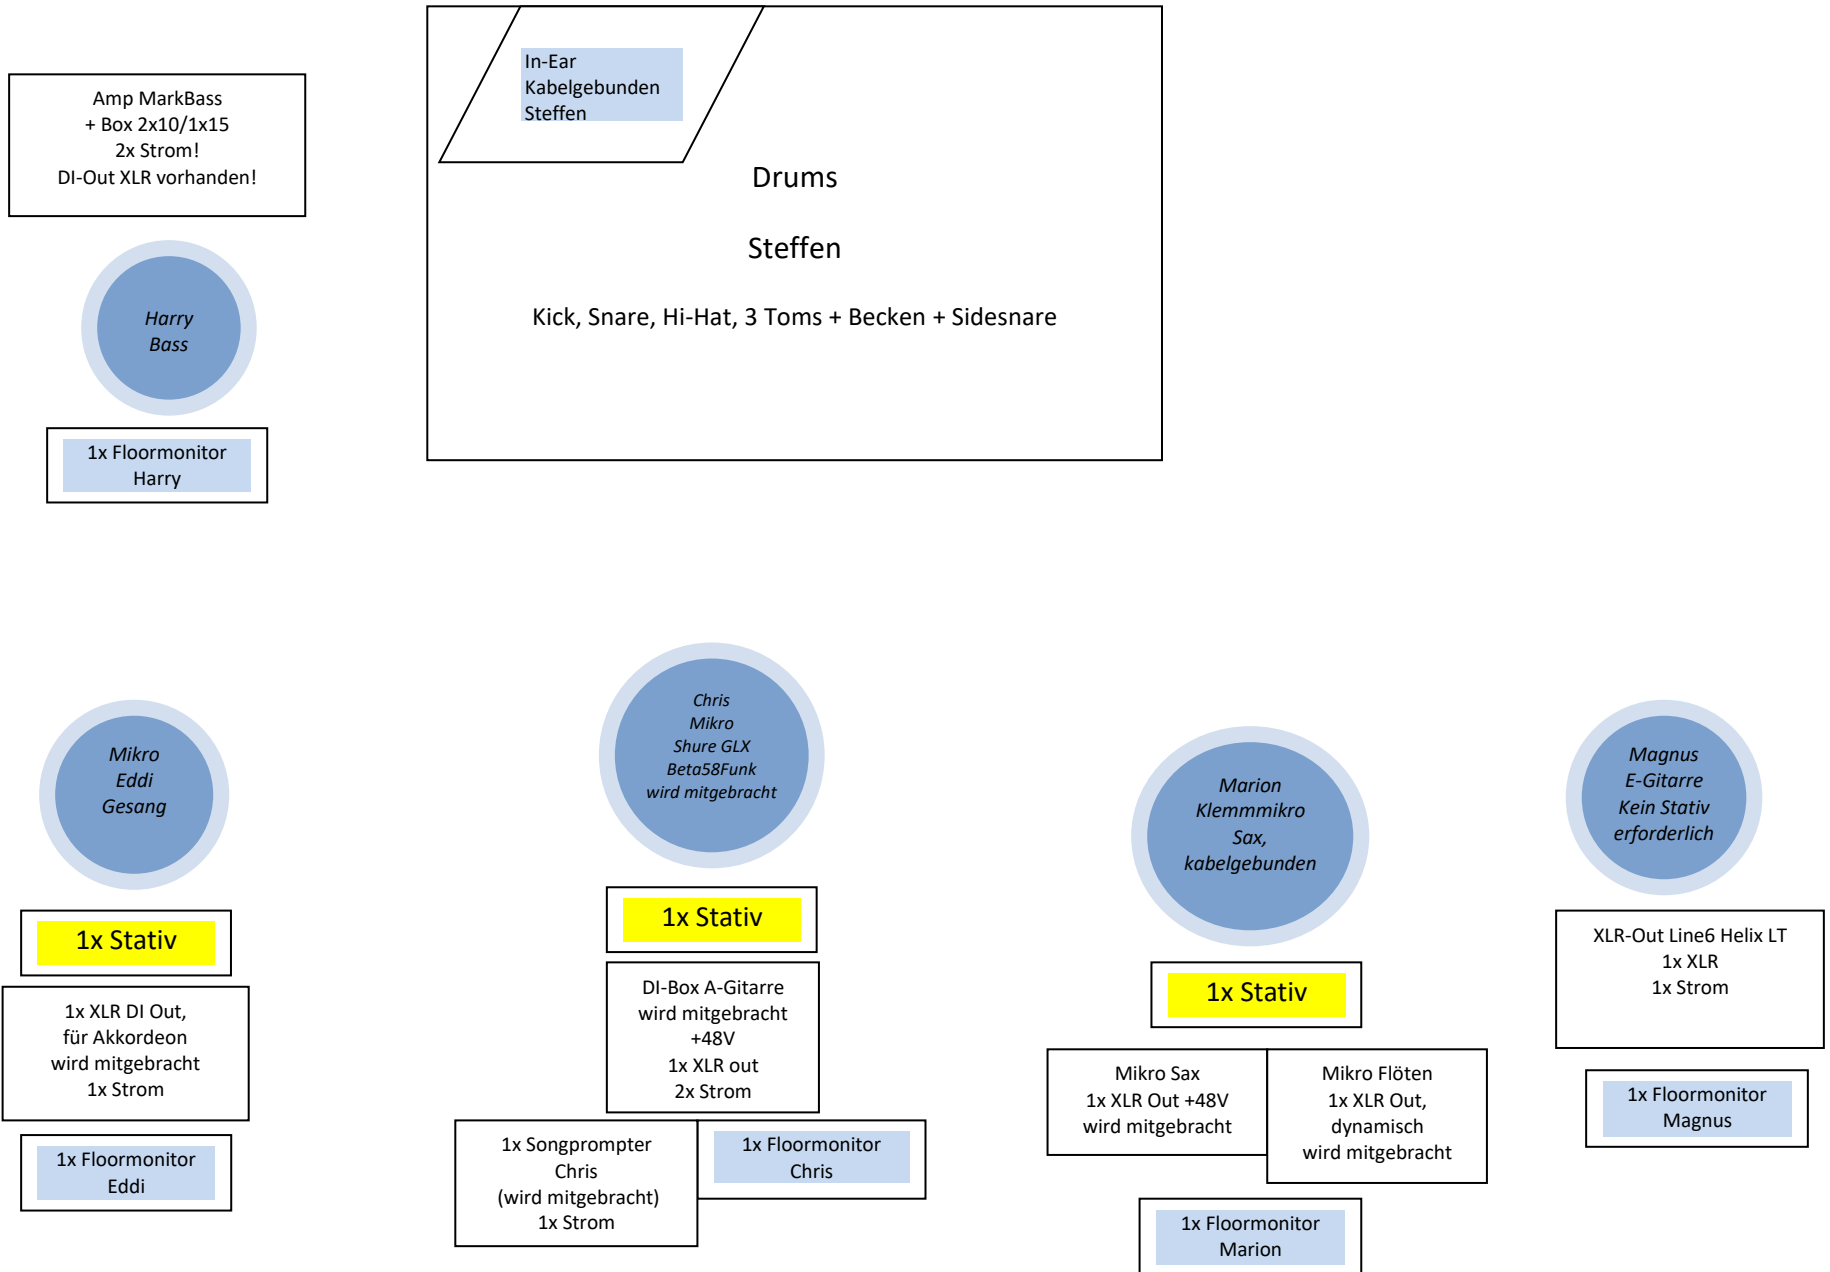 In-Ear
Kabelgebunden
Steffen
Amp MarkBass
+ Box 2x10/1x15
2x Strom!
DI-Out XLR vorhanden!
Drums
Steffen
Kick, Snare, Hi-Hat, 3 Toms + Becken + Sidesnare
Harry
Bass
1x Floormonitor
Harry
Mikro
Eddi
Gesang
1x Stativ
1x XLR DI Out,
für Akkordeon
wird mitgebracht
1x Strom
1x Floormonitor
Eddi
Chris
Mikro
Shure GLX
Beta58Funk
wird mitgebracht
1x Stativ
DI-Box A-Gitarre
wird mitgebracht
+48V
1x XLR out
2x Strom
1x Songprompter
Chris
(wird mitgebracht)
1x Strom
1x Floormonitor
Chris
Marion
Klemmmikro
Sax,
kabelgebunden
1x Stativ
Mikro Sax
1x XLR Out +48V
wird mitgebracht
Mikro Flöten
1x XLR Out,
dynamisch
wird mitgebracht
1x Floormonitor
Marion
Magnus
E-Gitarre
Kein Stativ
erforderlich
XLR-Out Line6 Helix LT
1x XLR
1x Strom
1x Floormonitor
Magnus